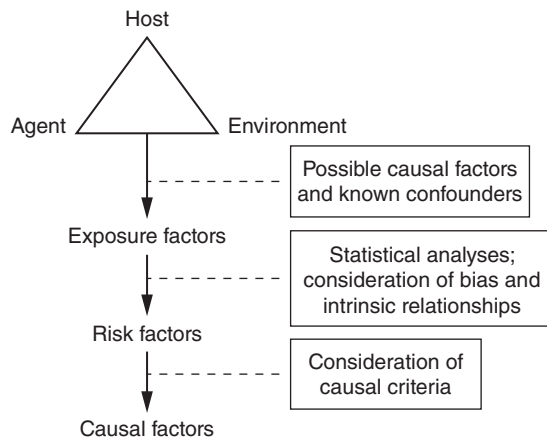 Host
Agent
Environment
Possible causal factors
and known confounders
Exposure factors
Statistical analyses;
consideration of bias and
intrinsic relationships
Risk factors
Consideration of
causal criteria
Causal factors